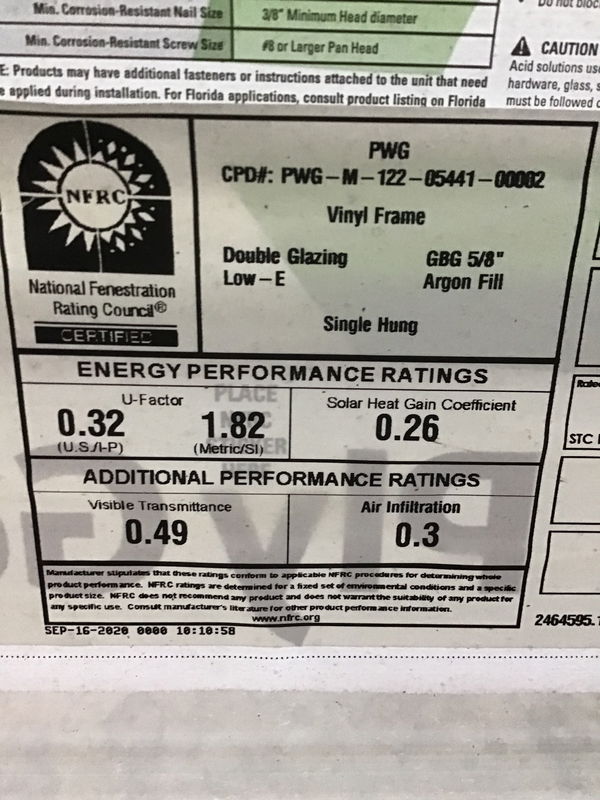 Min. Corrosion-Resistant Nail Size 3/8" Minimum Head diameter
Min. Corrosion-Resistant Screw Size #8 or Larger Pan Head
E: Products may have additional fasteners or instructions attached to the unit that need
applied during installation. For Florida applications, consult product listing on Florida
CAUTION
Acid solutions
hardware, glass,
must be followed
NFRC
National Fenestration
Rating Council®
CERTIFIED
PWG
CPD#: PWG-M-122-05441-00002
Vinyl Frame
Double Glazing GBG 5/8"
Low-E Argon Fill
Single Hung
ENERGY PERFORMANCE RATINGS
PLACE
U-Factor
0.32 1.82
(U.S./I-P) (Metric/SI)
Solar Heat Gain Coefficient
0.26
ADDITIONAL PERFORMANCE RATINGS
Visible Transmittance
0.49
Air Infiltration
0.3
STC
Manufacturer stipulates that these ratings conform to applicable NFRC procedures for determining whole
product performance. NFRC ratings are determined for a fixed set of environmental conditions and a specific
product size. NFRC does not recommend any product and does not warrant the suitability of any product for
any specific use. Consult manufacturer's literature for other product performance information.
www.nfrc.org
SEP-16-2020 0000 10:10:58
2464595.